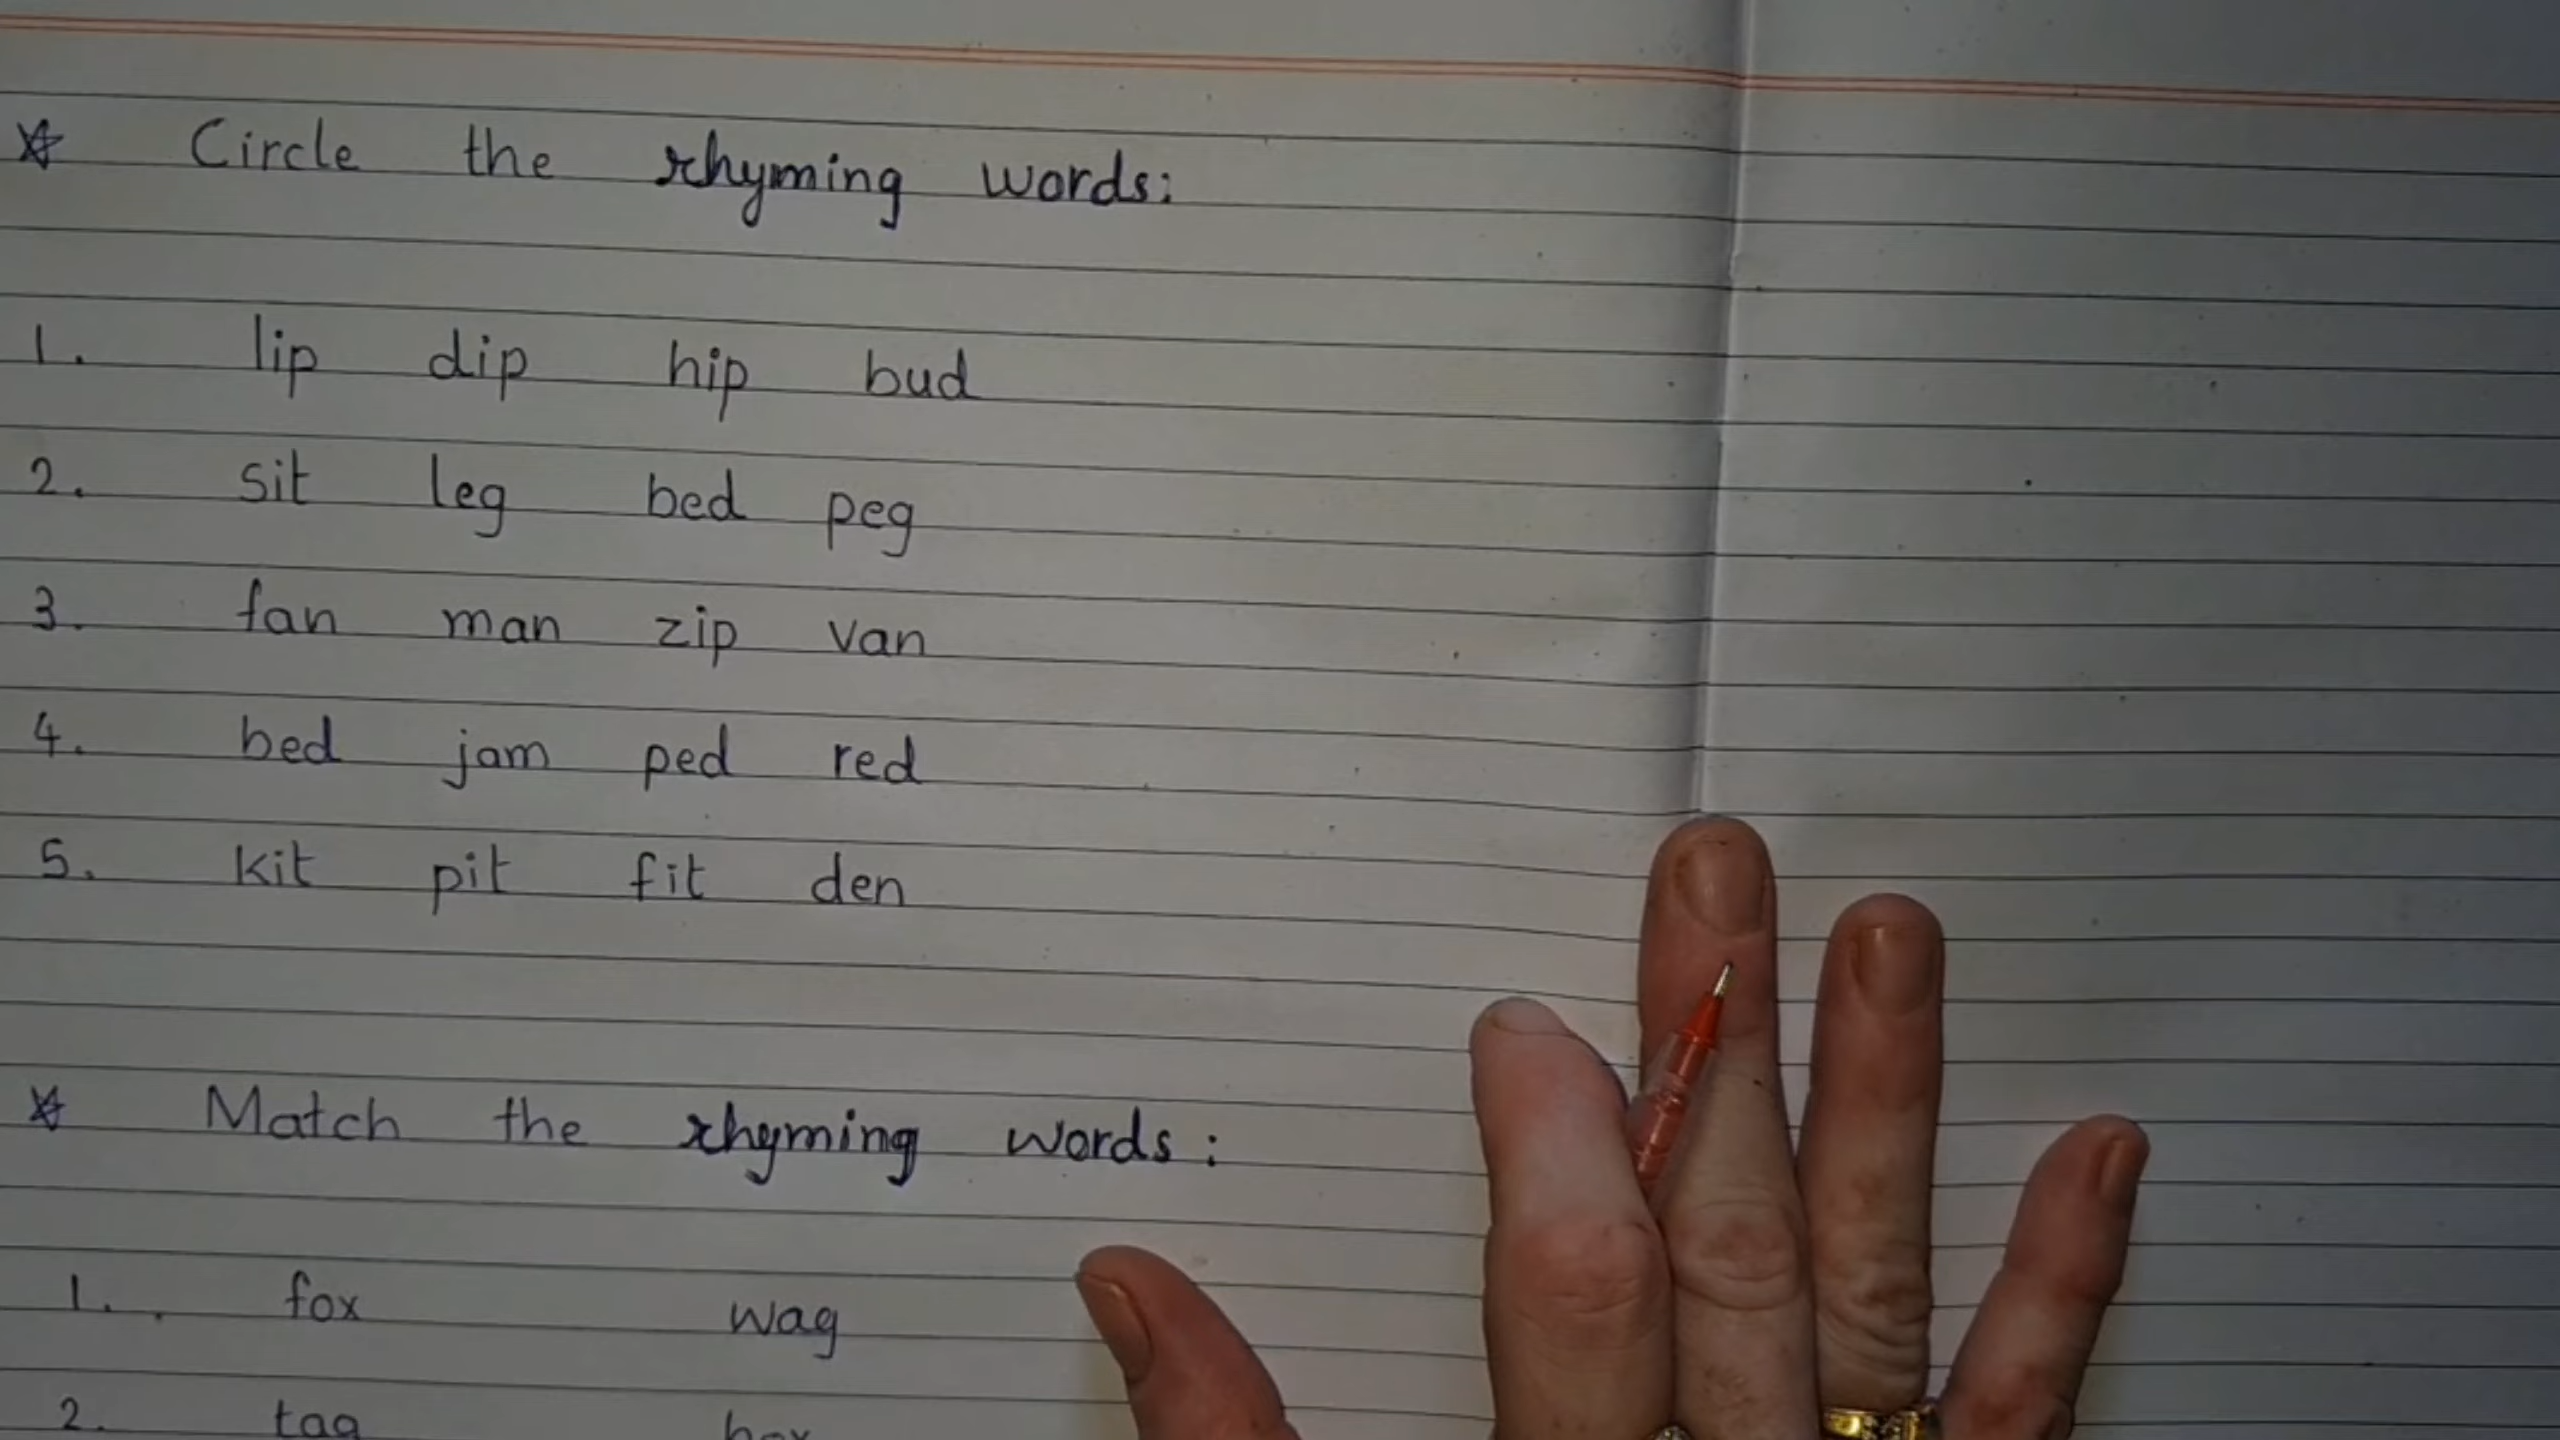 ☆ Circle the rhyming words:
1. lip dip hip bud
2. sit leg bed peg
3. fan man zip van
4. bed jam ped red
5. kit pit fit den
☆ Match the rhyming words:
1. fox wag
2. tag